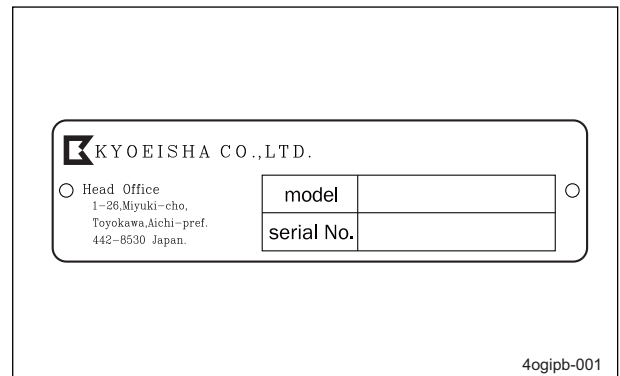 KYOEISHA CO.,LTD.
Head Office
1-26,Miyuki-cho,
Toyokawa,Aichi-pref.
442-8530 Japan.
model
serial No.
4ogipb-001